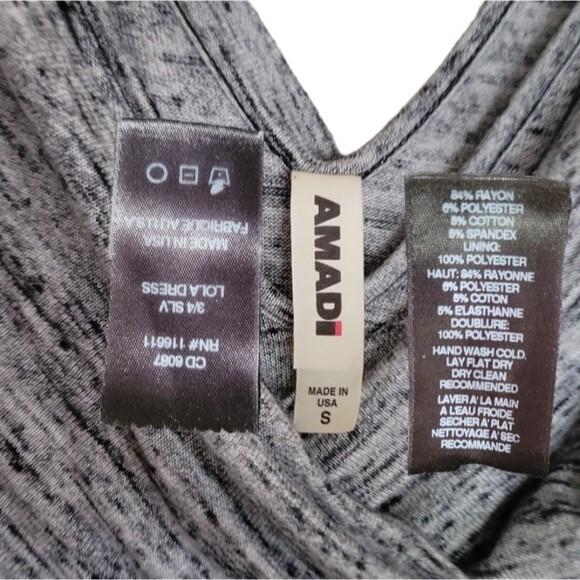 CD 6087
RN# 116611
3/4 SLV
LOLA DRESS
MADE IN USA
FABRIQUE AU U.S.A
AMADI
MADE IN
USA
S
84% RAYON
6% POLYESTER
5% COTTON
5% SPANDEX
LINING:
100% POLYESTER
HAUT: 84% RAYONNE
6% POLYESTER
5% COTON
5% ELASTHANNE
DOUBLURE:
100% POLYESTER
HAND WASH COLD.
LAY FLAT DRY
DRY CLEAN
RECOMMENDED
LAVER A' LA MAIN
A L'EAU FROIDE,
SECHER A' PLAT
NETTOYAGE A' SEC
RECOMMANDE